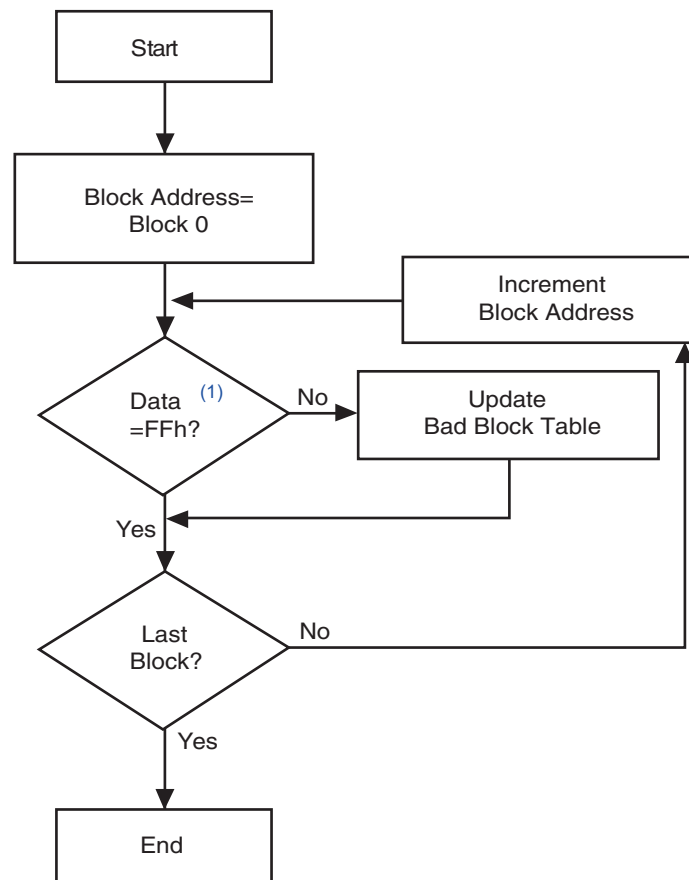 Start
Block Address=
Block 0
Increment
Block Address
Data (1)
=FFh?
No
Update
Bad Block Table
Yes
Last
Block?
No
Yes
End